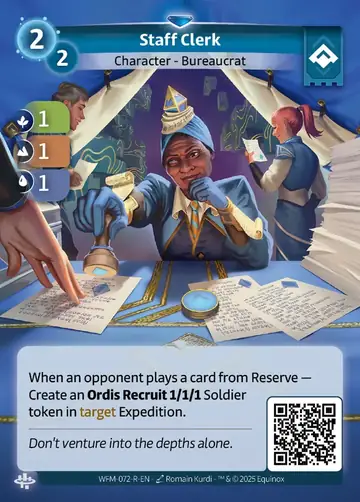 2
Staff Clerk
2
Character - Bureaucrat
1
1
1
When an opponent plays a card from Reserve —
Create an Ordis Recruit 1/1/1 Soldier
token in target Expedition.
Don't venture into the depths alone.
WFM-072-R-EN - Romain Kurdi - ™ & © 2025 Equinox